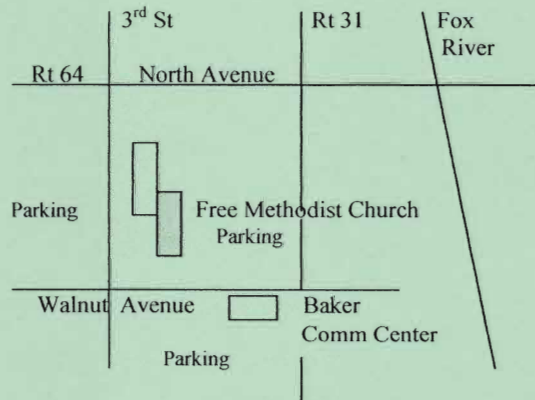 3rd St
Rt 31
Fox
River
Rt 64
North Avenue
Parking
Free Methodist Church
Parking
Walnut Avenue
Baker
Comm Center
Parking